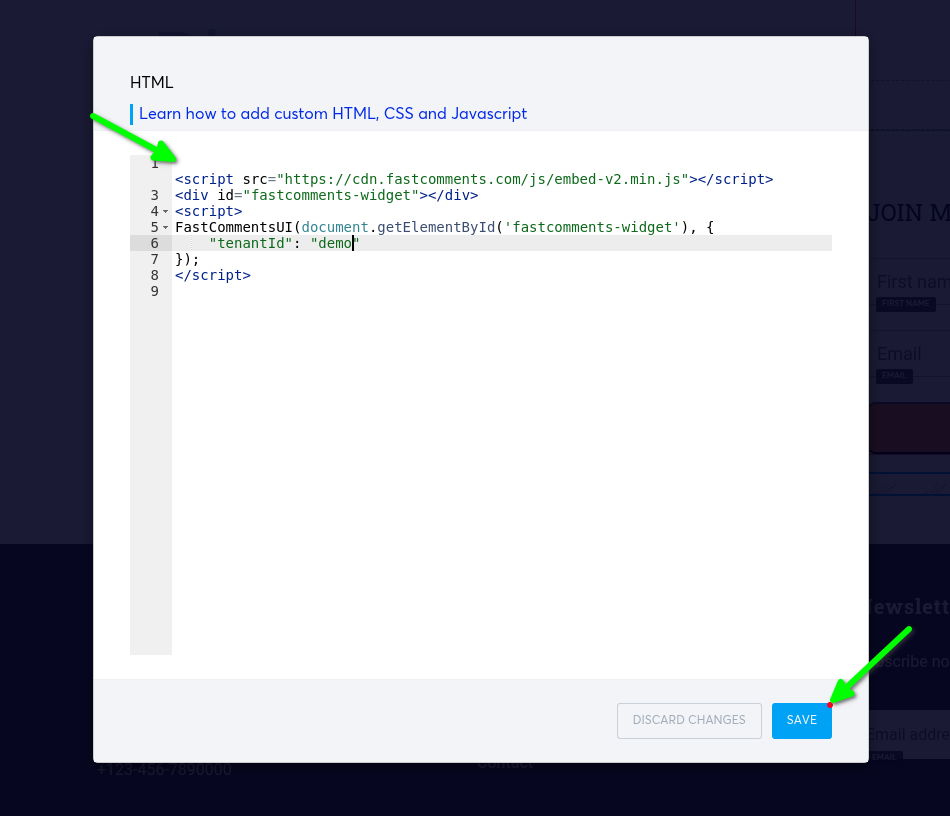 HTML
Learn how to add custom HTML, CSS and Javascript
1
<script src="https://cdn.fastcomments.com/js/embed-v2.min.js"></script>
3 <div id="fastcomments-widget"></div>
4 <script>
5 FastCommentsUI(document.getElementById('fastcomments-widget'), {
6 "tenantId": "demo"
7 });
8 </script>
9
JOIN M
First nam
FIRST NAME
Email
EMAIL
ewslett
scribe no
DISCARD CHANGES
SAVE
Email addre
EMAIL
+123-456-7890000
Contact